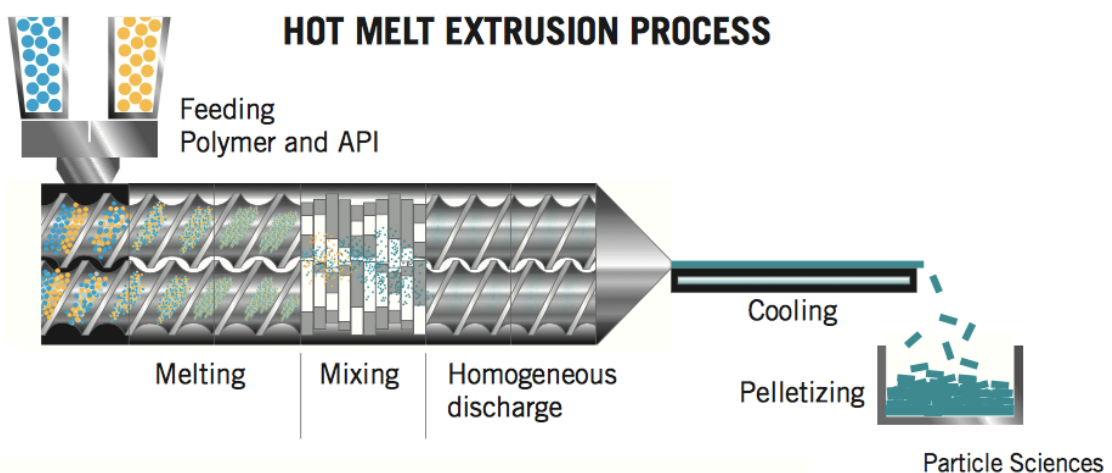 HOT MELT EXTRUSION PROCESS
Feeding
Polymer and API
Melting
Mixing
Homogeneous
discharge
Cooling
Pelletizing
Particle Sciences